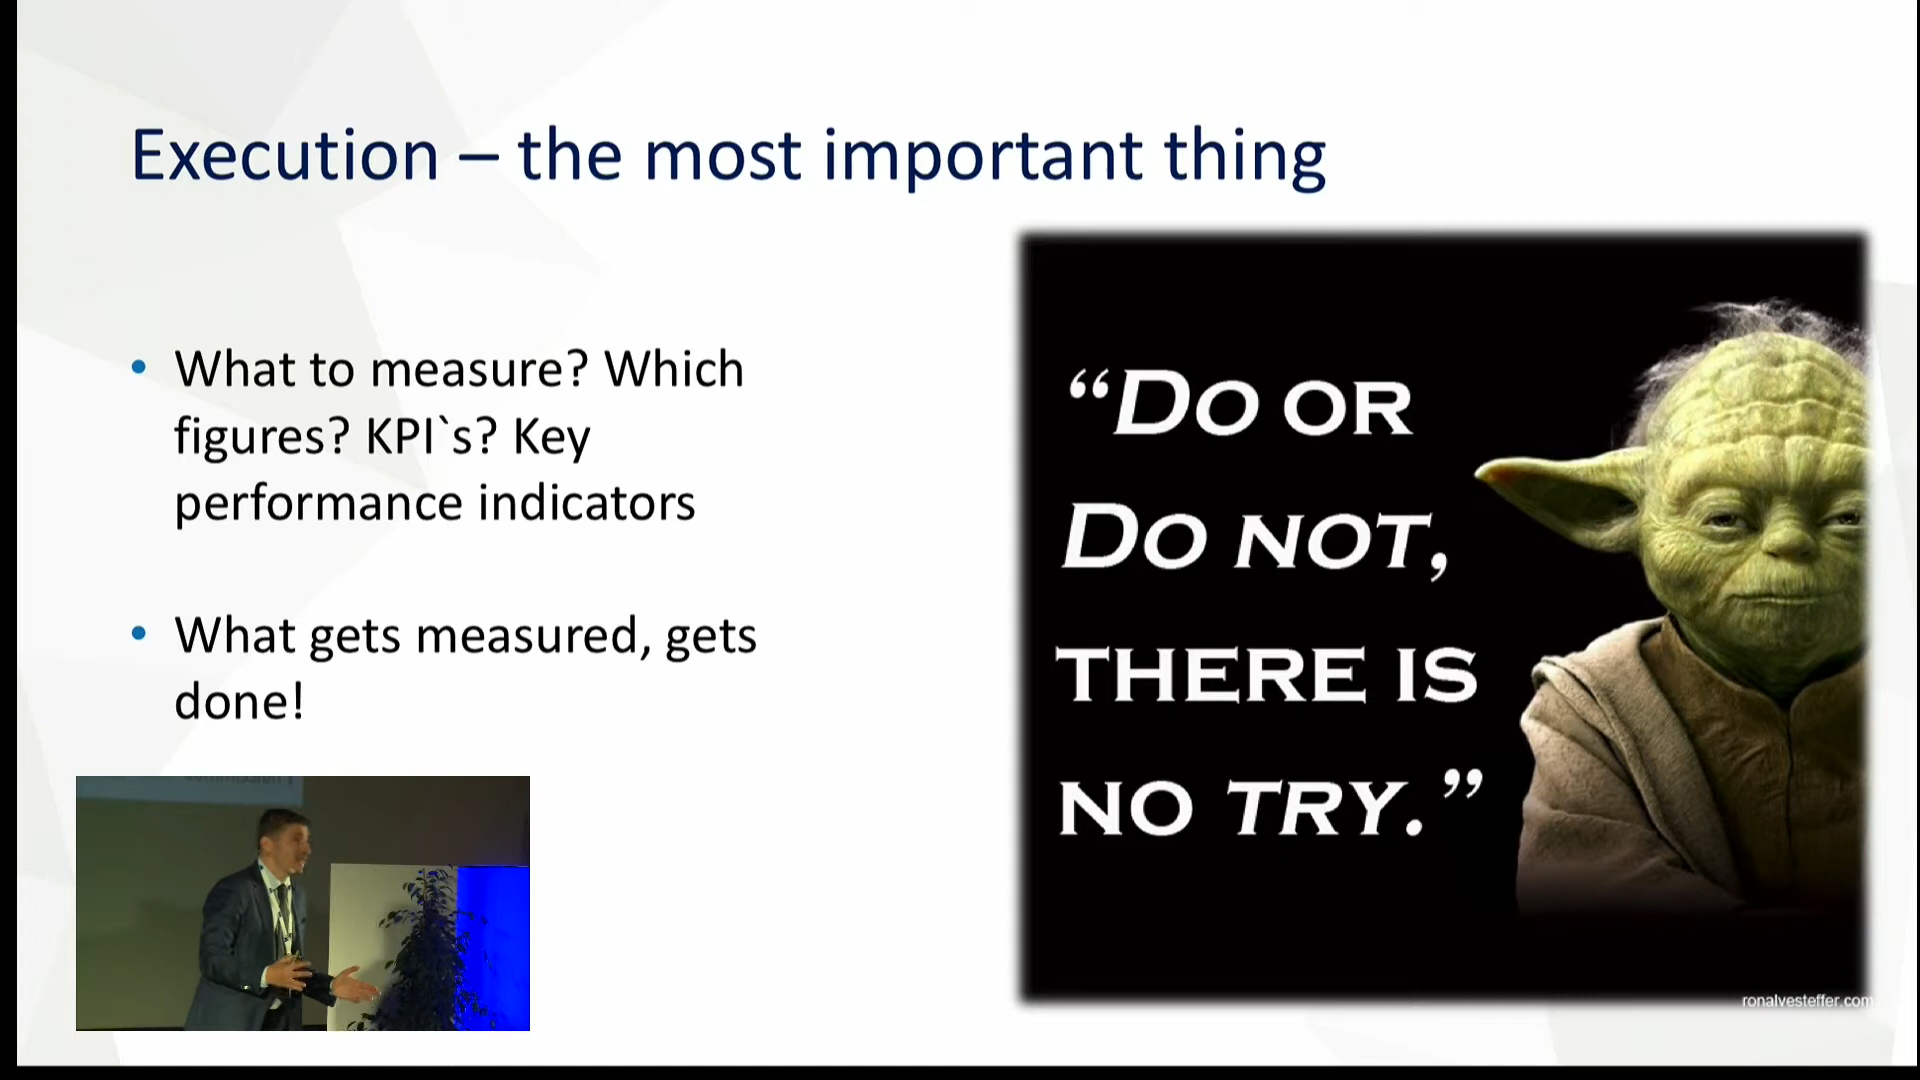 Execution – the most important thing
• What to measure? Which
figures? KPI`s? Key
performance indicators
• What gets measured, gets
done!
“Do or
Do not,
there is
no try.”
ronalvesteffer.com